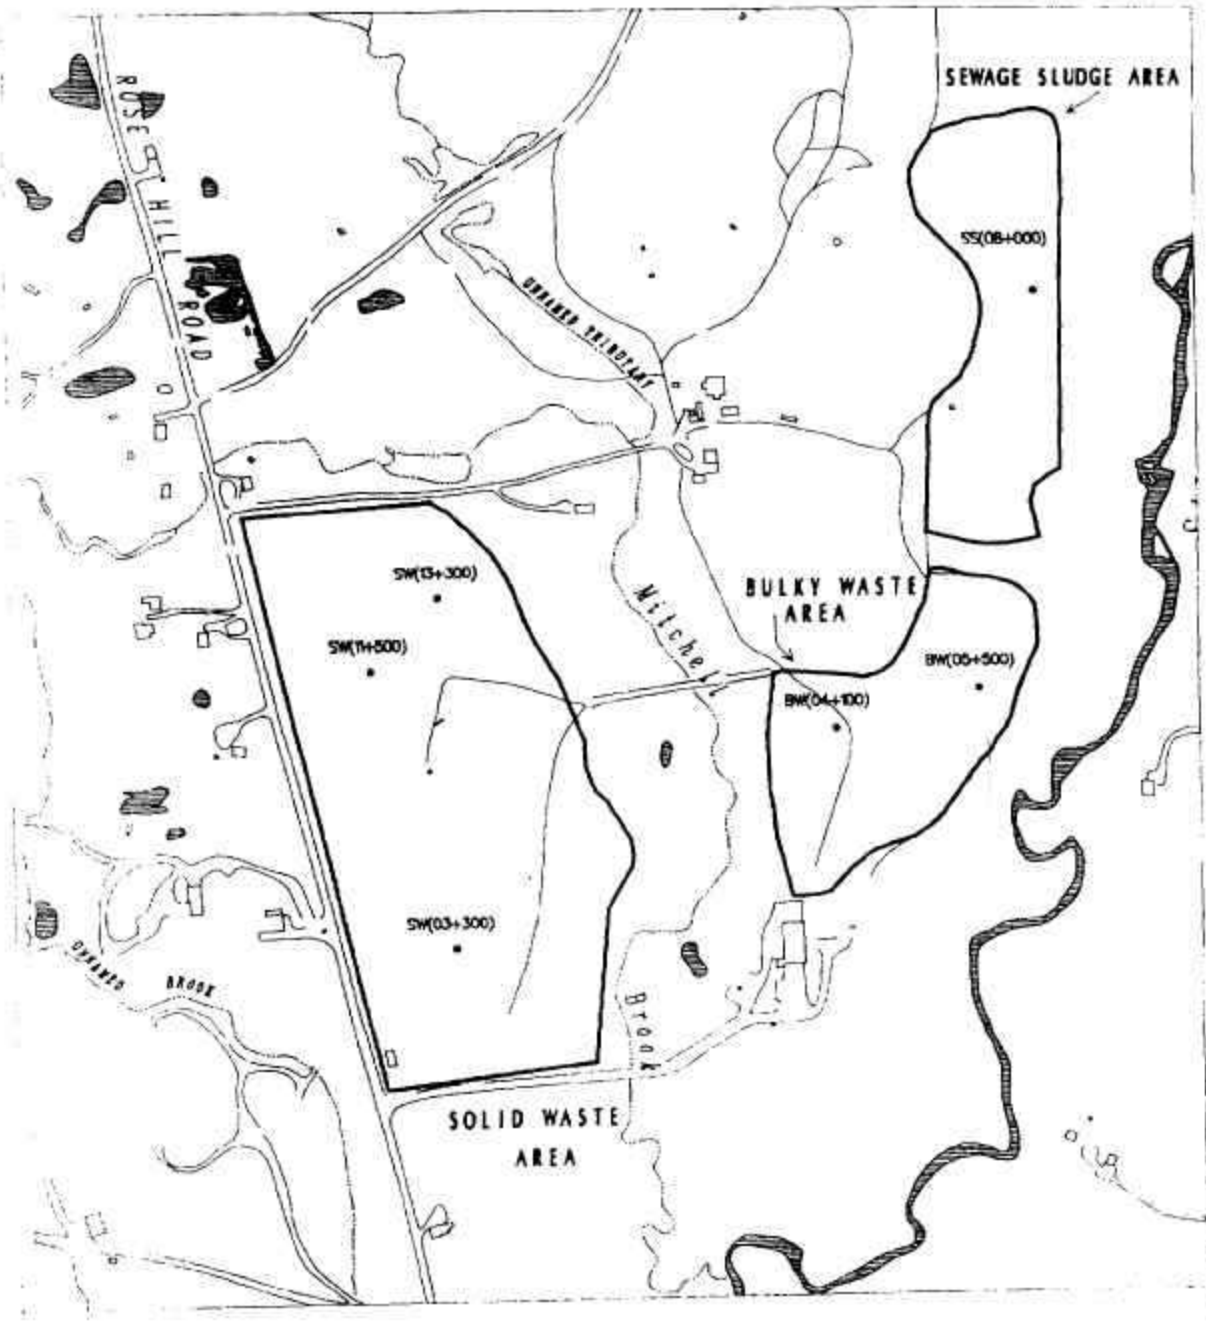 SEWAGE SLUDGE AREA
ROSE HILL ROAD
SS(08+000)
UNNAMED TRIBUTARY
SW(13+300)
BULKY WASTE
AREA
Mitchel
SW(11+500)
BW(05+500)
BW(04+100)
SW(03+300)
UNNAMED BROOK
Brook
SOLID WASTE
AREA